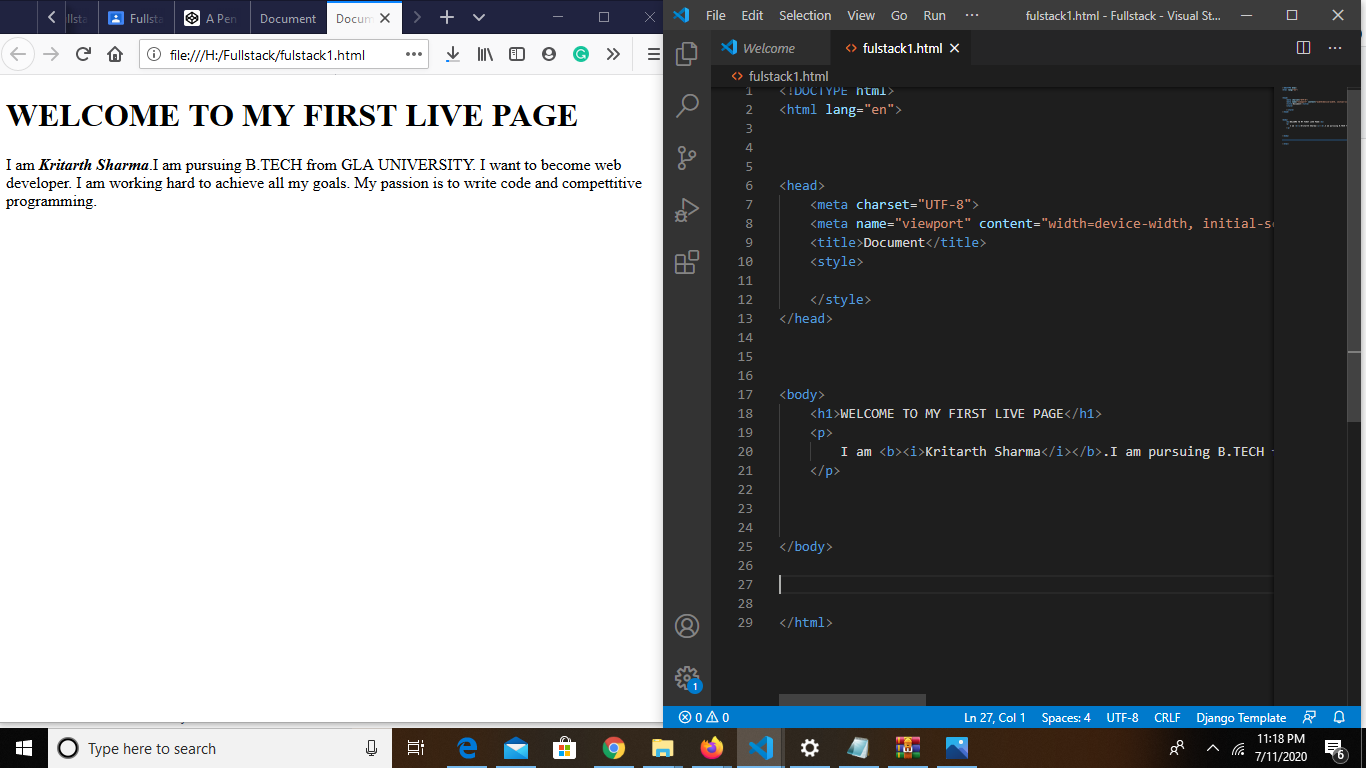 Fullsta
A Pen
Document
Docum
file:///H:/Fullstack/fulstack1.html
WELCOME TO MY FIRST LIVE PAGE
I am Kritarth Sharma.I am pursuing B.TECH from GLA UNIVERSITY. I want to become web
developer. I am working hard to achieve all my goals. My passion is to write code and compettitive
programming.
File Edit Selection View Go Run ··· fulstack1.html - Fullstack - Visual St...
Welcome
fulstack1.html
fulstack1.html
1 <!DOCTYPE html>
2 <html lang="en">
3
4
5
6 <head>
7 <meta charset="UTF-8">
8 <meta name="viewport" content="width=device-width, initial-sc
9 <title>Document</title>
10 <style>
11
12 </style>
13 </head>
14
15
16
17 <body>
18 <h1>WELCOME TO MY FIRST LIVE PAGE</h1>
19 <p>
20 I am <b><i>Kritarth Sharma</i></b>.I am pursuing B.TECH
21 </p>
22
23
24
25 </body>
26
27
28
29 </html>
1
0 0 Ln 27, Col 1 Spaces: 4 UTF-8 CRLF Django Template
Type here to search
11:18 PM
7/11/2020
6